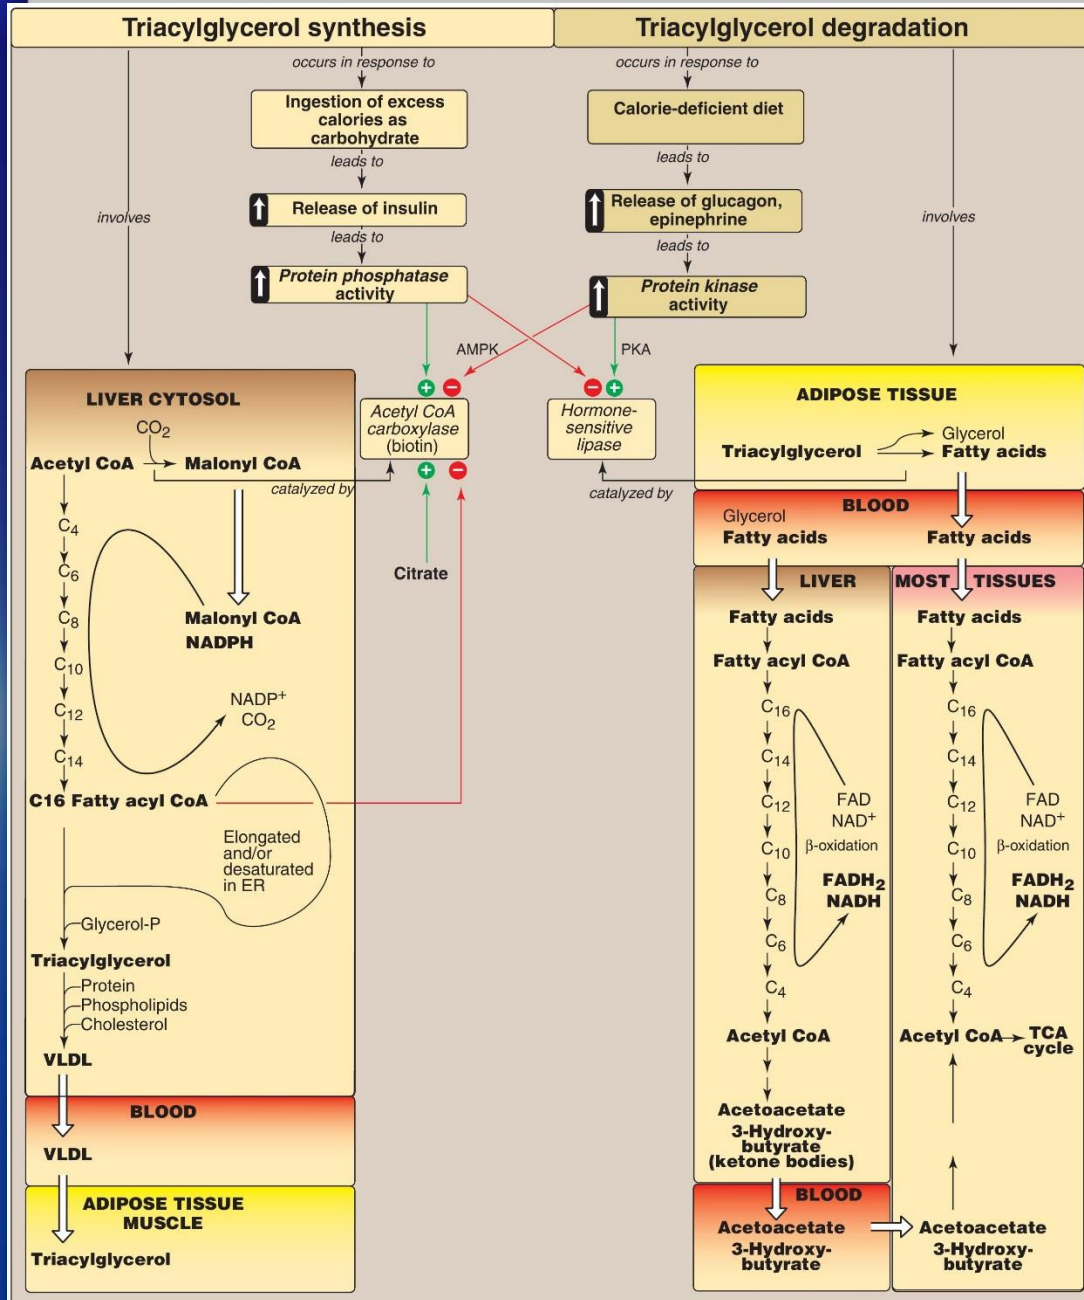 Triacylglycerol synthesis
Triacylglycerol degradation
occurs in response to
occurs in response to
Ingestion of excess
calories as
carbohydrate
Calorie-deficient diet
leads to
leads to
involves
Release of insulin
Release of glucagon,
epinephrine
involves
leads to
leads to
Protein phosphatase
activity
Protein kinase
activity
AMPK
PKA
+
−
−
+
Acetyl CoA
carboxylase
(biotin)
Hormone-
sensitive
lipase
+
−
catalyzed by
catalyzed by
Citrate
LIVER CYTOSOL
CO₂
Acetyl CoA
Malonyl CoA
C₄
C₆
C₈
C₁₀
C₁₂
C₁₄
Malonyl CoA
NADPH
NADP⁺
CO₂
C16 Fatty acyl CoA
Elongated
and/or
desaturated
in ER
Glycerol-P
Triacylglycerol
Protein
Phospholipids
Cholesterol
VLDL
BLOOD
VLDL
ADIPOSE TISSUE
MUSCLE
Triacylglycerol
ADIPOSE TISSUE
Triacylglycerol
Glycerol
Fatty acids
BLOOD
Glycerol
Fatty acids
Fatty acids
LIVER
Fatty acids
Fatty acyl CoA
C₁₆
C₁₄
C₁₂
C₁₀
C₈
C₆
C₄
FAD
NAD⁺
β-oxidation
FADH₂
NADH
Acetyl CoA
Acetoacetate
3-Hydroxy-
butyrate
(ketone bodies)
BLOOD
Acetoacetate
3-Hydroxy-
butyrate
MOST TISSUES
Fatty acids
Fatty acyl CoA
C₁₆
C₁₄
C₁₂
C₁₀
C₈
C₆
C₄
FAD
NAD⁺
β-oxidation
FADH₂
NADH
Acetyl CoA
TCA
cycle
Acetoacetate
3-Hydroxy-
butyrate